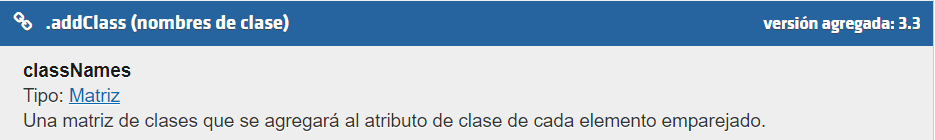 .addClass (nombres de clase) versión agregada: 3.3
classNames
Tipo: Matriz
Una matriz de clases que se agregará al atributo de clase de cada elemento emparejado.